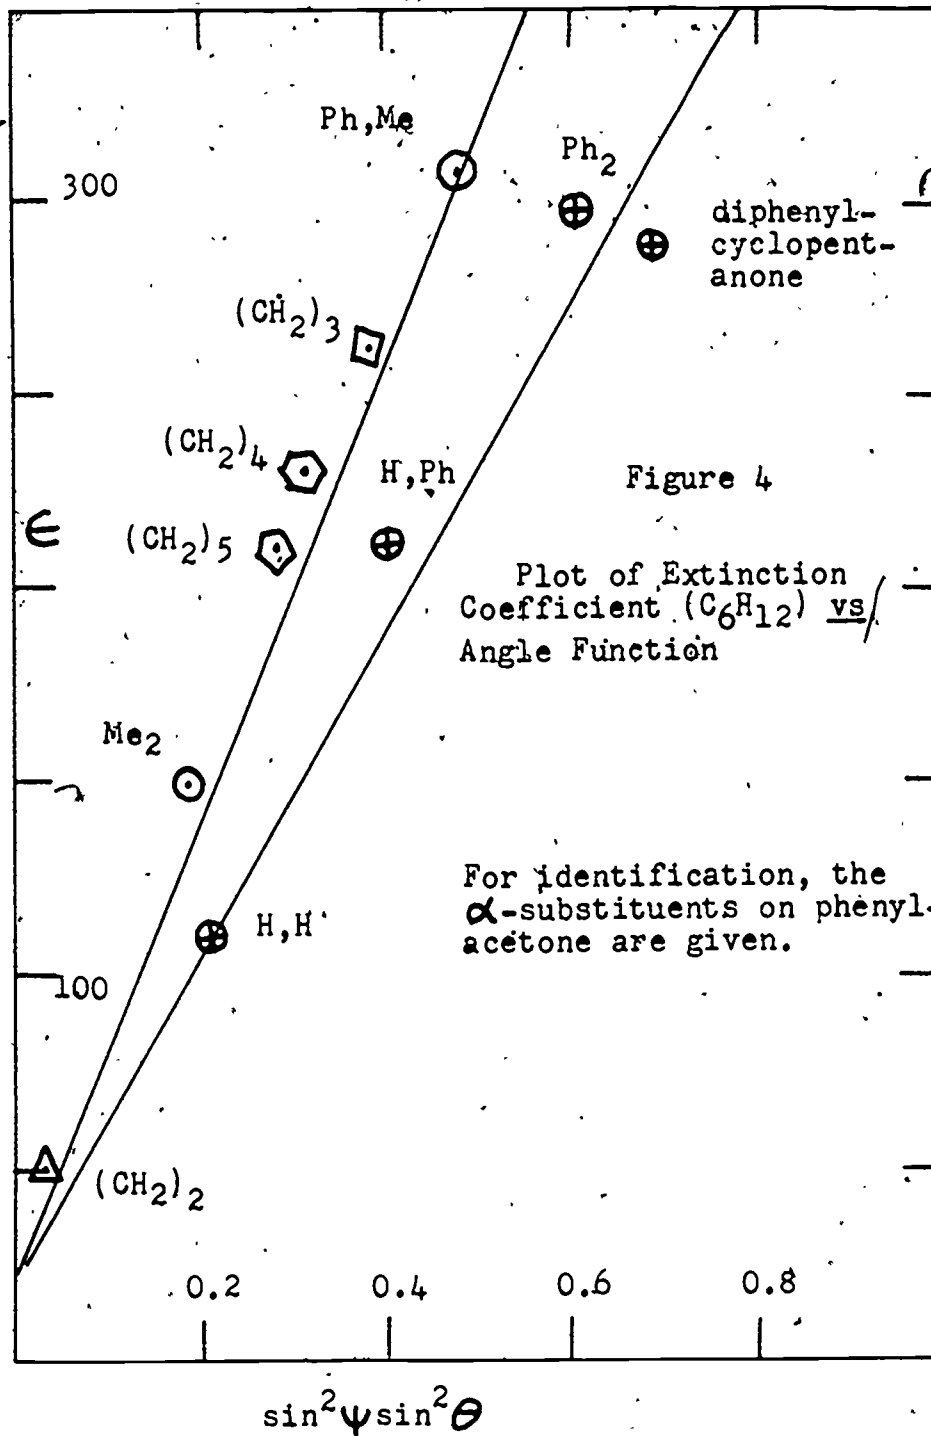 Ph,Me
Ph2
300
diphenyl-
cyclopent-
anone
(CH2)3
(CH2)4
H,Ph
Figure 4
ϵ
(CH2)5
Plot of Extinction
Coefficient (C6H12) vs
Angle Function
Me2
For identification, the
α-substituents on phenyl-
acetone are given.
H,H
100
(CH2)2
0.2 0.4 0.6 0.8
sin²ψsin²θ